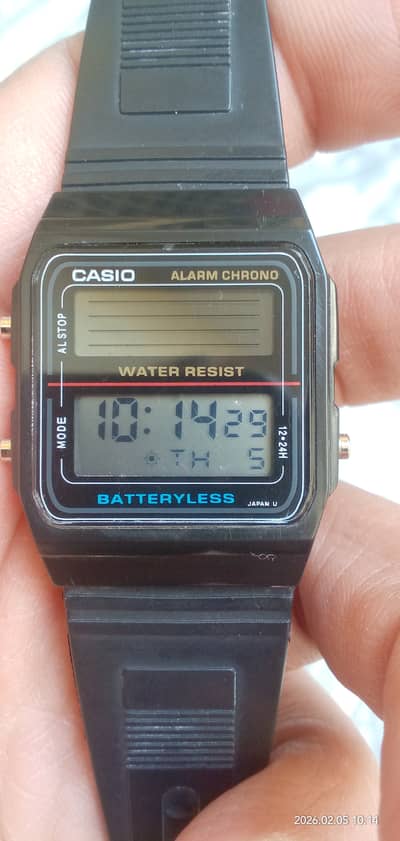 CASIO ALARM CHRONO
AL STOP
WATER RESIST
MODE
10:14 29
12•24H
TH 5
BATTERYLESS
JAPAN U
2026.02.05 10:14